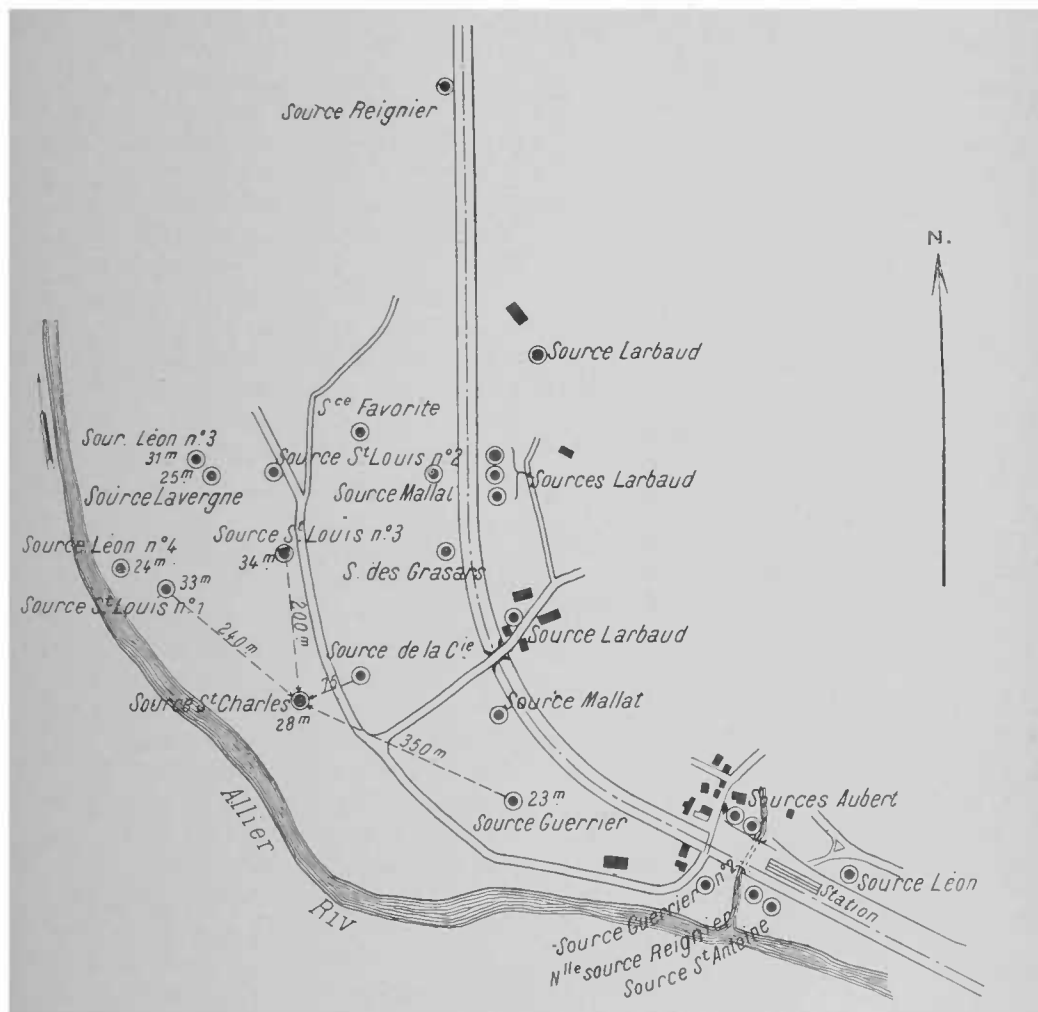 Source Reignier
N.
Source Larbaud
Sce Favorite
Sour. Léon n°3
31m
25m
Source Lavergne
Source St Louis n°2
Source Mallat
Sources Larbaud
Source St Louis n°3
34m
S. des Grasars
Source Léon n°4
24m
33m
Source St Louis n°1
240m
200m
Source Larbaud
Source de la Cie
75
Source St Charles
28m
Source Mallat
350m
23m
Source Guerrier
Sources Aubert
Allier
Riv
Source Léon
Station
Source Guerrier n°2
Nlle source Reignier
Source St Antoine